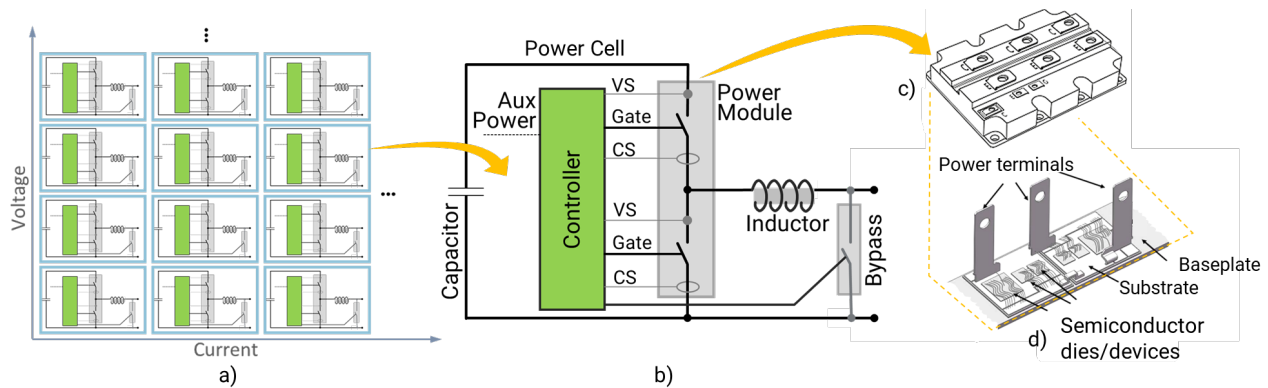 Voltage
Current
a)
Power Cell
Aux
Power
VS
Gate
CS
VS
Gate
CS
Controller
Capacitor
Power
Module
Inductor
Bypass
b)
c)
Power terminals
Baseplate
Substrate
Semiconductor
dies/devices
d)